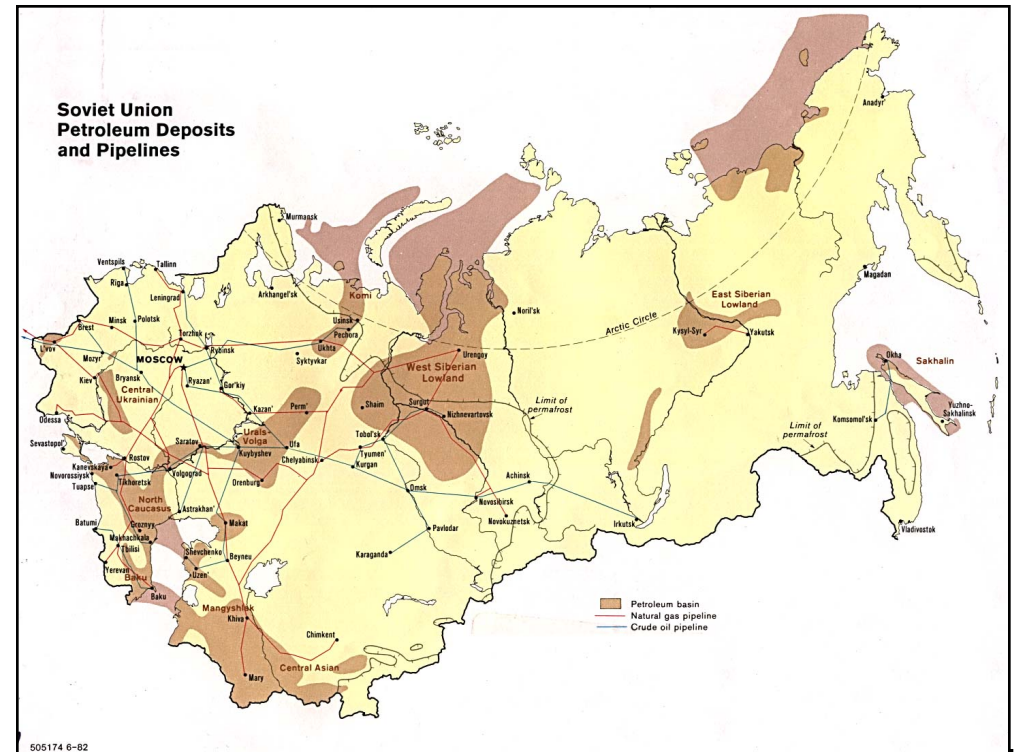 Soviet Union
Petroleum Deposits
and Pipelines
Anadyr'
Murmansk
Ventspils
Tallinn
Riga
Leningrad
Arkhangel'sk
Komi
Noril'sk
Magadan
East Siberian
Lowland
Minsk
Polotsk
Usinsk
Pechora
Arctic Circle
Kysyl-Syr
Yakutsk
Brest
Torzhok
Rybinsk
Ukhta
L'vov
Mozyr'
MOSCOW
Syktyvkar
Urengoy
Okha
Sakhalin
Kiev
Bryansk
Ryazan'
Gor'kiy
West Siberian
Lowland
Central
Ukrainian
Kazan'
Perm'
Shaim
Surgut
Nizhnevartovsk
Limit of
permafrost
Yuzhno-
Sakhalinsk
Odessa
Komsomol'sk
Limit of
permafrost
Sevastopol'
Saratov
Urals-
Volga
Ufa
Tobol'sk
Kuybyshev
Tyumen'
Rostov
Kanevskaya
Chelyabinsk
Kurgan
Novorossiysk
Tikhoretsk
Volgograd
Orenburg
Achinsk
Tuapse
Omsk
Novosibirsk
North
Caucasus
Astrakhan'
Novokuznetsk
Irkutsk
Batumi
Groznyy
Makat
Pavlodar
Vladivostok
Makhachkala
Tbilisi
Shevchenko
Beyneu
Karaganda
Yerevan
Baku
Uzen'
Baku
Mangyshlak
Khiva
Chimkent
Petroleum basin
Natural gas pipeline
Crude oil pipeline
Central Asian
Mary
505174 6-82